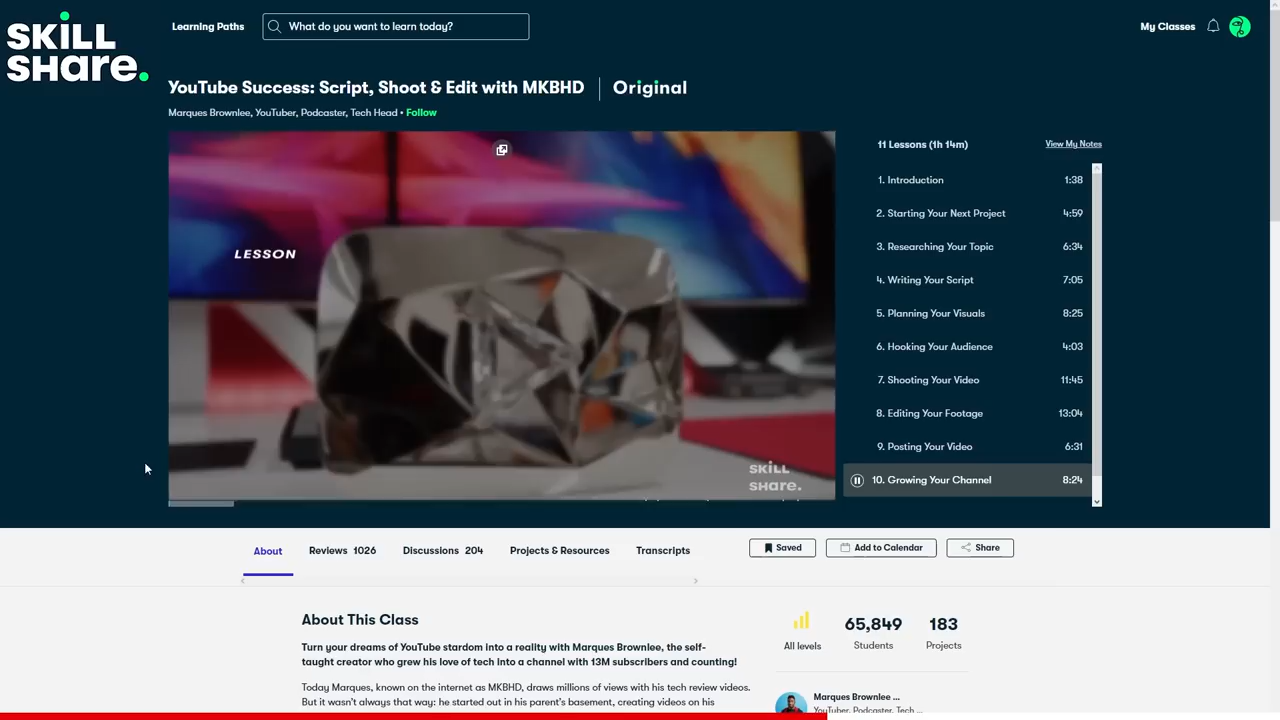 SKILL
SHARE.
Learning Paths
What do you want to learn today?
My Classes
YouTube Success: Script, Shoot & Edit with MKBHD
Original
Marques Brownlee, YouTuber, Podcaster, Tech Head • Follow
LESSON
SKILL
SHARE.
11 Lessons (1h 14m)
View My Notes
1. Introduction 1:38
2. Starting Your Next Project 4:59
3. Researching Your Topic 6:34
4. Writing Your Script 7:05
5. Planning Your Visuals 8:25
6. Hooking Your Audience 4:03
7. Shooting Your Video 11:45
8. Editing Your Footage 13:04
9. Posting Your Video 6:31
10. Growing Your Channel 8:24
About
Reviews 1026
Discussions 204
Projects & Resources
Transcripts
Saved
Add to Calendar
Share
About This Class
Turn your dreams of YouTube stardom into a reality with Marques Brownlee, the self-
taught creator who grew his love of tech into a channel with 13M subscribers and counting!
Today Marques, known on the internet as MKBHD, draws millions of views with his tech review videos.
But it wasn't always that way: he started out in his parent's basement, creating videos on his
All levels
65,849
Students
183
Projects
Marques Brownlee ...
YouTuber, Podcaster, Tech ...